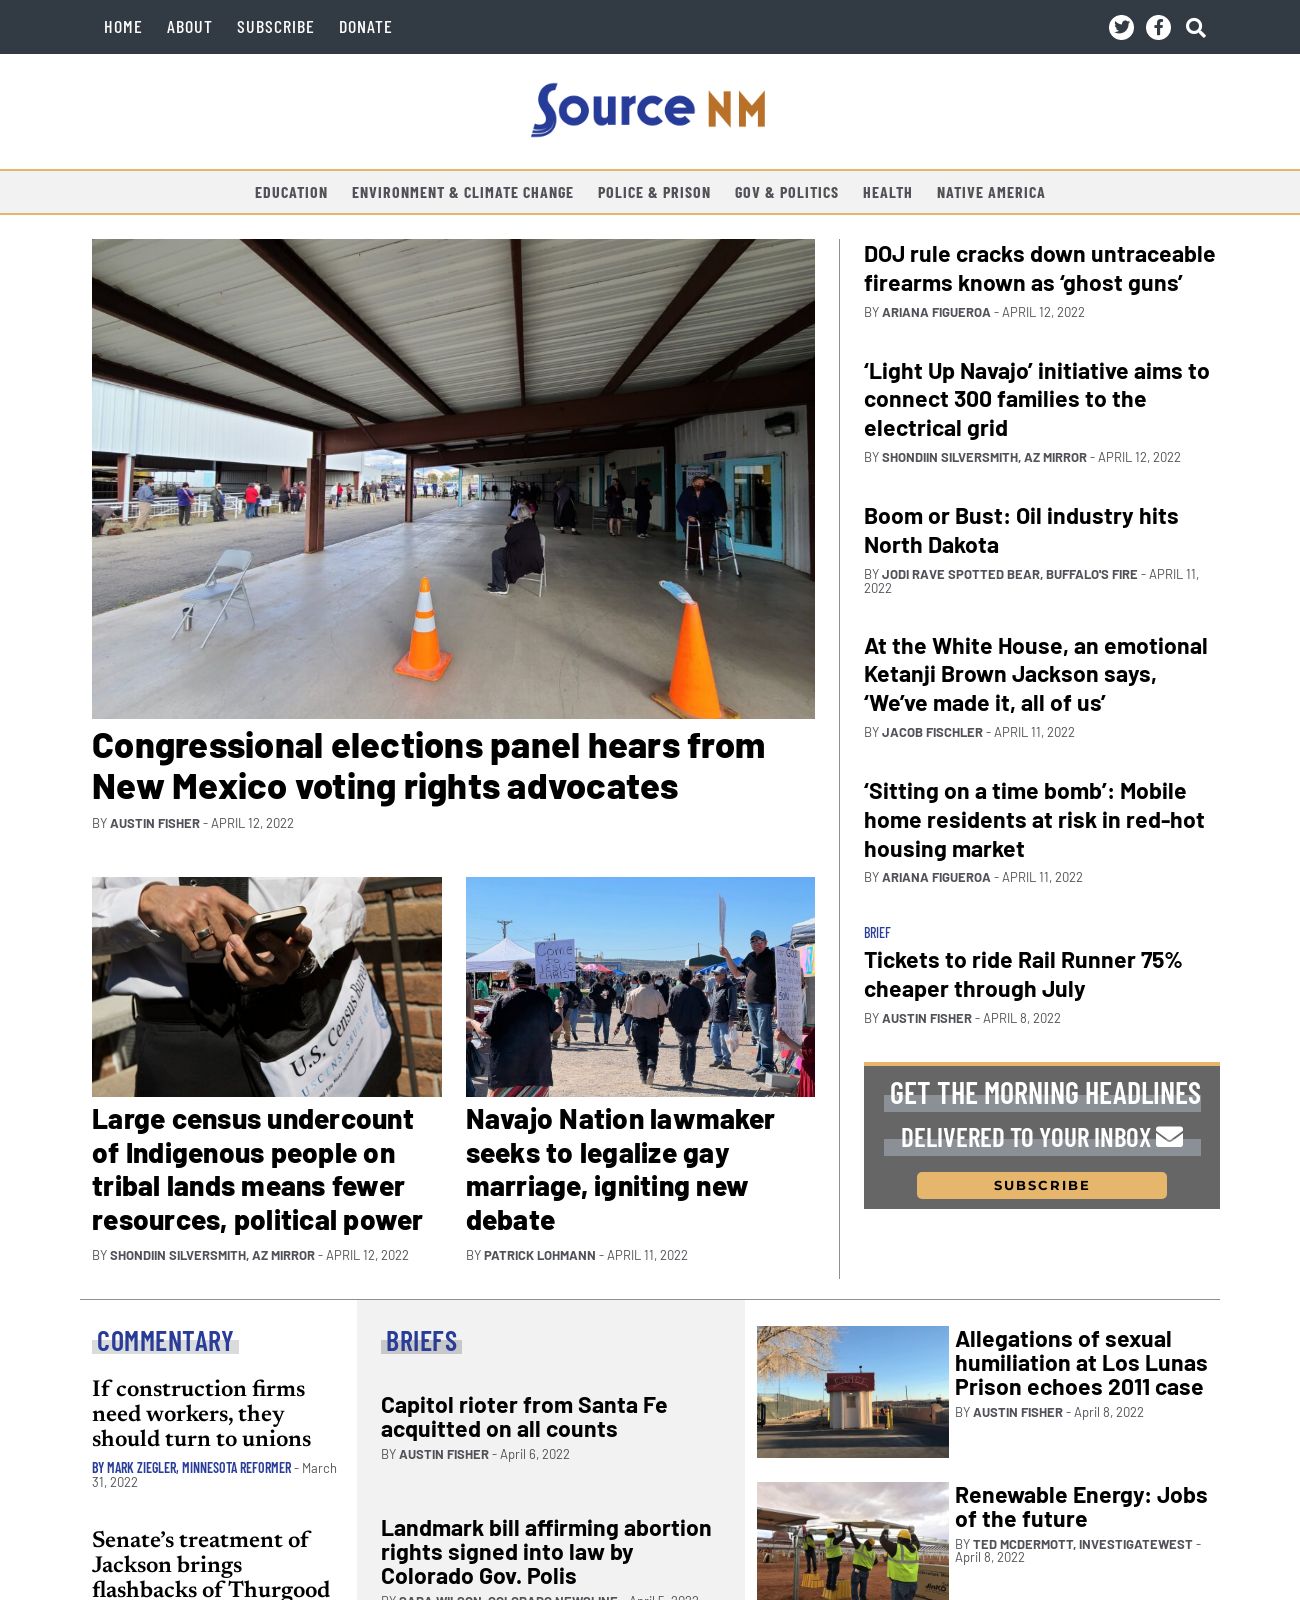 HOME ABOUT SUBSCRIBE DONATE
Source NM
EDUCATION ENVIRONMENT & CLIMATE CHANGE POLICE & PRISON GOV & POLITICS HEALTH NATIVE AMERICA
Congressional elections panel hears from
New Mexico voting rights advocates
BY AUSTIN FISHER - APRIL 12, 2022
U.S. Census Bureau
Large census undercount
of Indigenous people on
tribal lands means fewer
resources, political power
BY SHONDIIN SILVERSMITH, AZ MIRROR - APRIL 12, 2022
Come
to
JESUS
CHRIST
Navajo Nation lawmaker
seeks to legalize gay
marriage, igniting new
debate
BY PATRICK LOHMANN - APRIL 11, 2022
DOJ rule cracks down untraceable
firearms known as ‘ghost guns’
BY ARIANA FIGUEROA - APRIL 12, 2022
‘Light Up Navajo’ initiative aims to
connect 300 families to the
electrical grid
BY SHONDIIN SILVERSMITH, AZ MIRROR - APRIL 12, 2022
Boom or Bust: Oil industry hits
North Dakota
BY JODI RAVE SPOTTED BEAR, BUFFALO'S FIRE - APRIL 11,
2022
At the White House, an emotional
Ketanji Brown Jackson says,
‘We’ve made it, all of us’
BY JACOB FISCHLER - APRIL 11, 2022
‘Sitting on a time bomb’: Mobile
home residents at risk in red-hot
housing market
BY ARIANA FIGUEROA - APRIL 11, 2022
BRIEF
Tickets to ride Rail Runner 75%
cheaper through July
BY AUSTIN FISHER - APRIL 8, 2022
GET THE MORNING HEADLINES
DELIVERED TO YOUR INBOX
SUBSCRIBE
COMMENTARY
If construction firms
need workers, they
should turn to unions
BY MARK ZIEGLER, MINNESOTA REFORMER - March
31, 2022
Senate’s treatment of
Jackson brings
flashbacks of Thurgood
BRIEFS
Capitol rioter from Santa Fe
acquitted on all counts
BY AUSTIN FISHER - April 6, 2022
Landmark bill affirming abortion
rights signed into law by
Colorado Gov. Polis
BY SARA WILSON, COLORADO NEWSLINE - April 5, 2022
Allegations of sexual
humiliation at Los Lunas
Prison echoes 2011 case
BY AUSTIN FISHER - April 8, 2022
Renewable Energy: Jobs
of the future
BY TED MCDERMOTT, INVESTIGATEWEST -
April 8, 2022